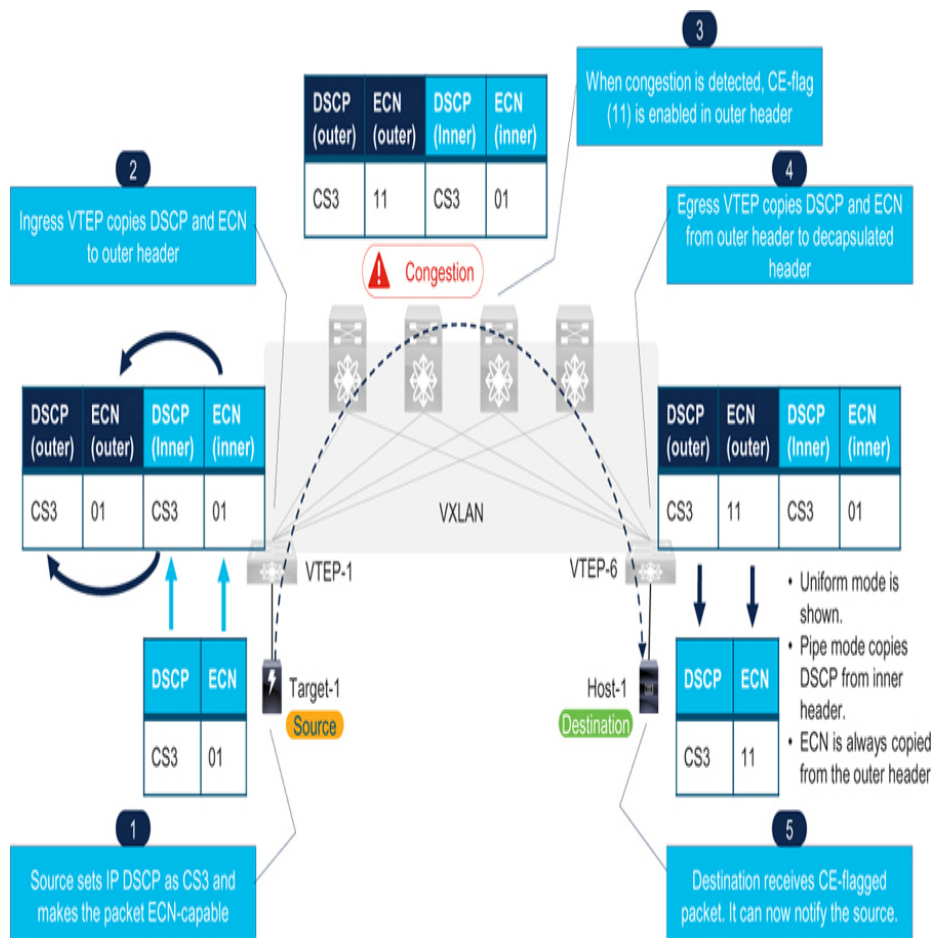 3
When congestion is detected, CE-flag
(11) is enabled in outer header
DSCP ECN DSCP ECN
(outer) (outer) (Inner) (inner)
CS3 11 CS3 01
Congestion
2
Ingress VTEP copies DSCP and ECN
to outer header
4
Egress VTEP copies DSCP and ECN
from outer header to decapsulated
header
DSCP ECN DSCP ECN
(outer) (outer) (Inner) (inner)
CS3 01 CS3 01
VXLAN
VTEP-1
VTEP-6
DSCP ECN DSCP ECN
(outer) (outer) (Inner) (inner)
CS3 11 CS3 01
DSCP ECN
CS3 01
Target-1
Source
Host-1
Destination
DSCP ECN
CS3 11
• Uniform mode is
shown.
• Pipe mode copies
DSCP from inner
header.
• ECN is always copied
from the outer header
1
Source sets IP DSCP as CS3 and
makes the packet ECN-capable
5
Destination receives CE-flagged
packet. It can now notify the source.